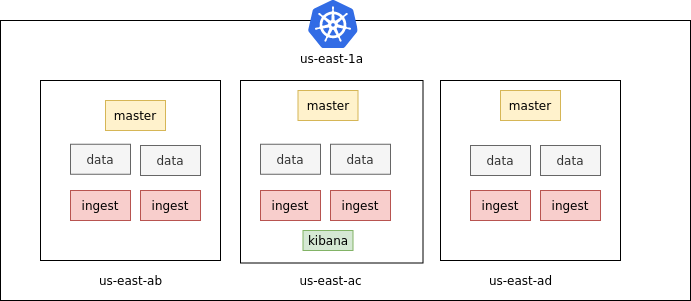 us-east-1a
master
master
master
data
data
data
data
data
data
ingest
ingest
ingest
ingest
ingest
ingest
kibana
us-east-ab
us-east-ac
us-east-ad